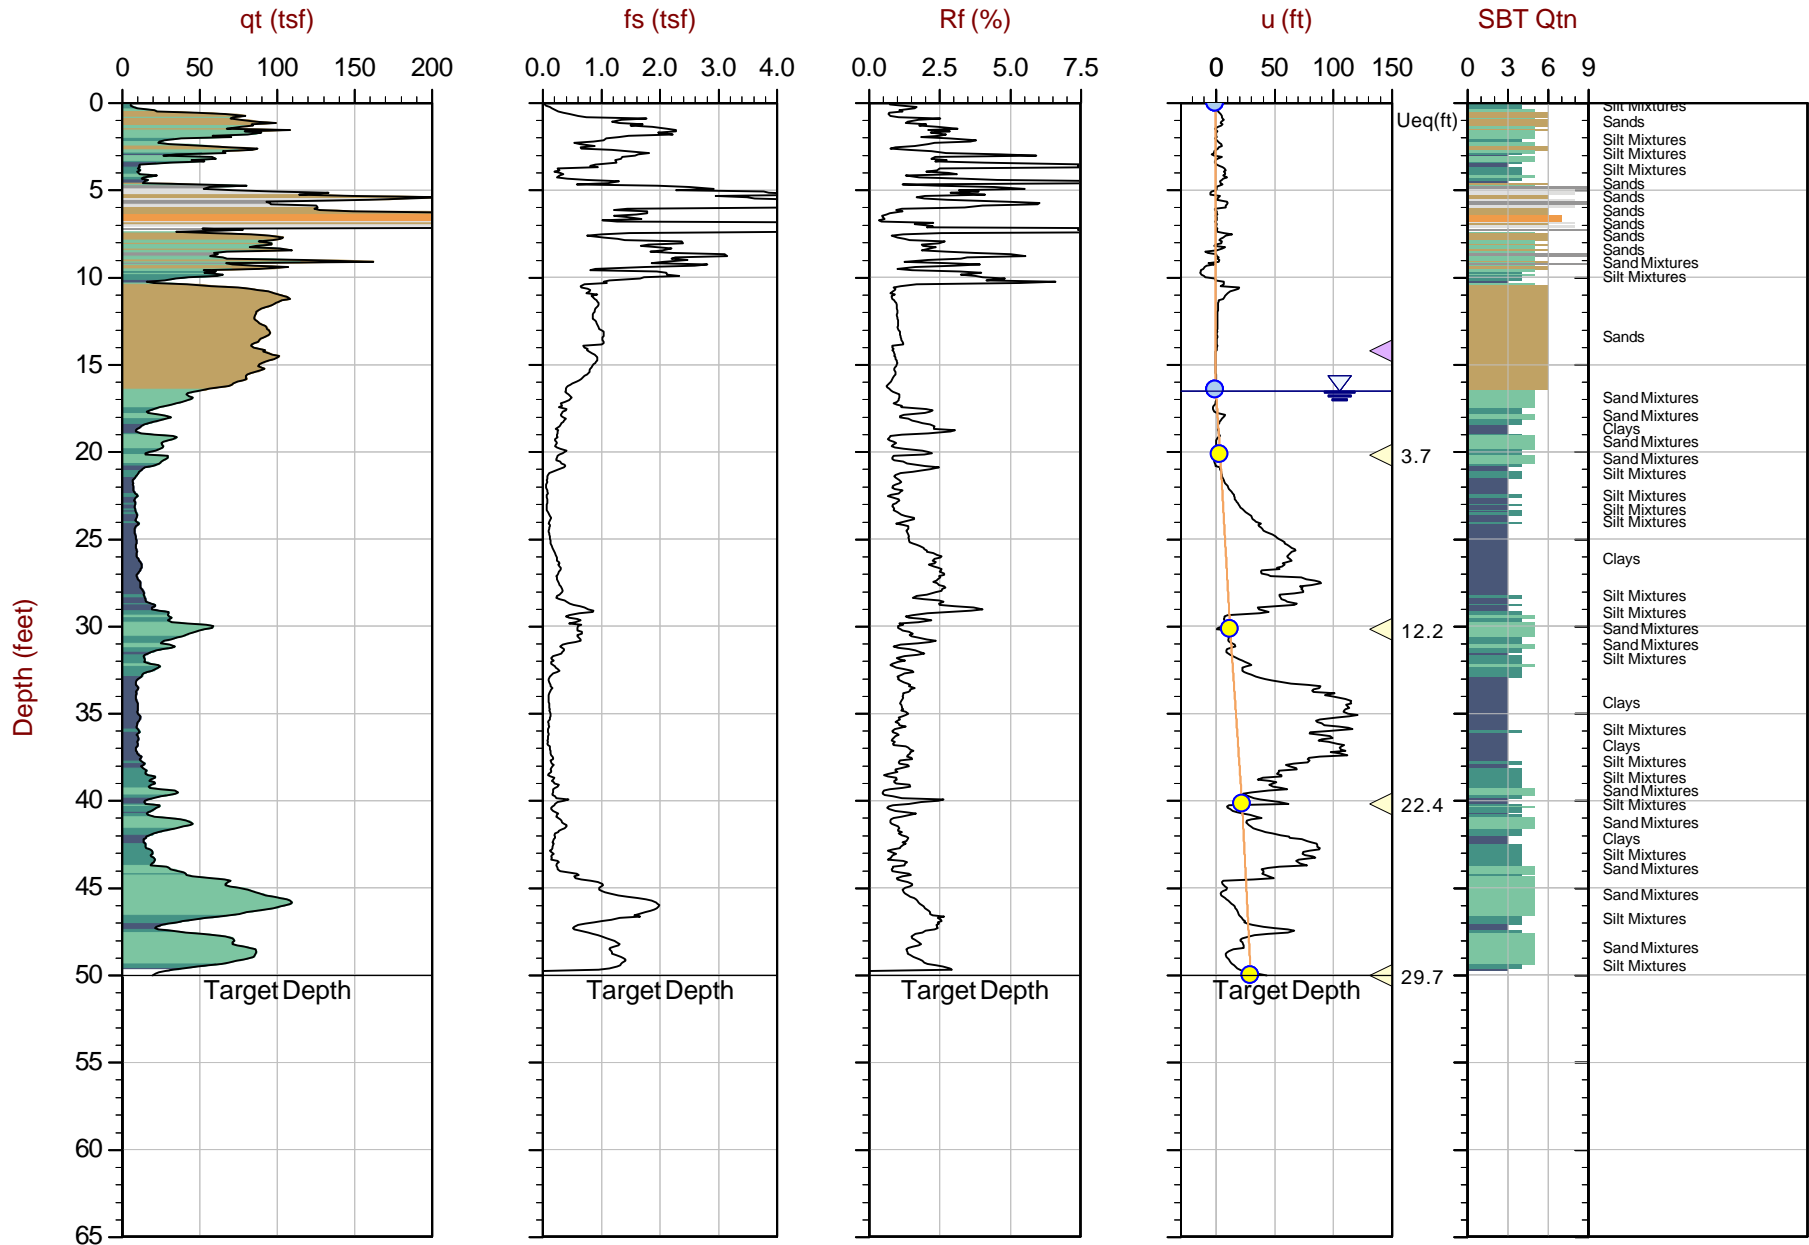 qt (tsf) fs (tsf) Rf (%) u (ft) SBT Qtn
0 50 100 150 200 0.0 1.0 2.0 3.0 4.0 0.0 2.5 5.0 7.5 0 50 100 150 0 3 6 9
0
Ueq(ft)
Silt Mixtures
Sands
Silt Mixtures
Silt Mixtures
Silt Mixtures
Sands
5
Sands
Sands
Sands
Sands
Sands
Sand Mixtures
10
Silt Mixtures
Sands
15
Sand Mixtures
Sand Mixtures
Clays
Sand Mixtures
20
3.7
Sand Mixtures
Silt Mixtures
Silt Mixtures
Silt Mixtures
Silt Mixtures
25
Clays
Silt Mixtures
Silt Mixtures
30
12.2
Sand Mixtures
Sand Mixtures
Silt Mixtures
Depth (feet)
Clays
35
Silt Mixtures
Clays
Silt Mixtures
Silt Mixtures
Sand Mixtures
40
22.4
Silt Mixtures
Sand Mixtures
Clays
Silt Mixtures
Sand Mixtures
45
Sand Mixtures
Silt Mixtures
Sand Mixtures
Silt Mixtures
50
29.7
Target Depth Target Depth Target Depth Target Depth
55
60
65